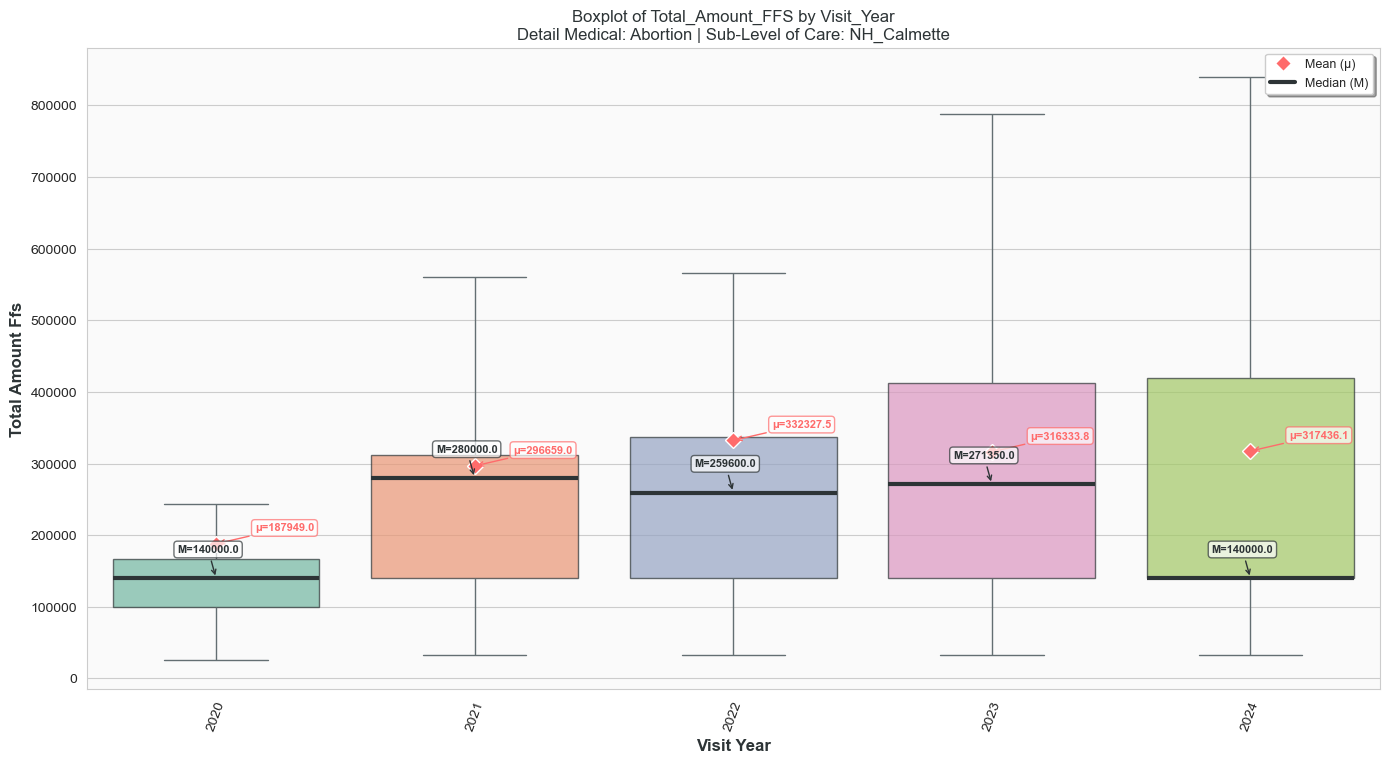 Boxplot of Total_Amount_FFS by Visit_Year
Detail Medical: Abortion | Sub-Level of Care: NH_Calmette
Mean (μ)
Median (M)
Total Amount Ffs
800000
700000
600000
500000
400000
300000
200000
100000
0
μ=187949.0
M=140000.0
M=280000.0
μ=296659.0
μ=332327.5
M=259600.0
μ=316333.8
M=271350.0
μ=317436.1
M=140000.0
2020
2021
2022
2023
2024
Visit Year